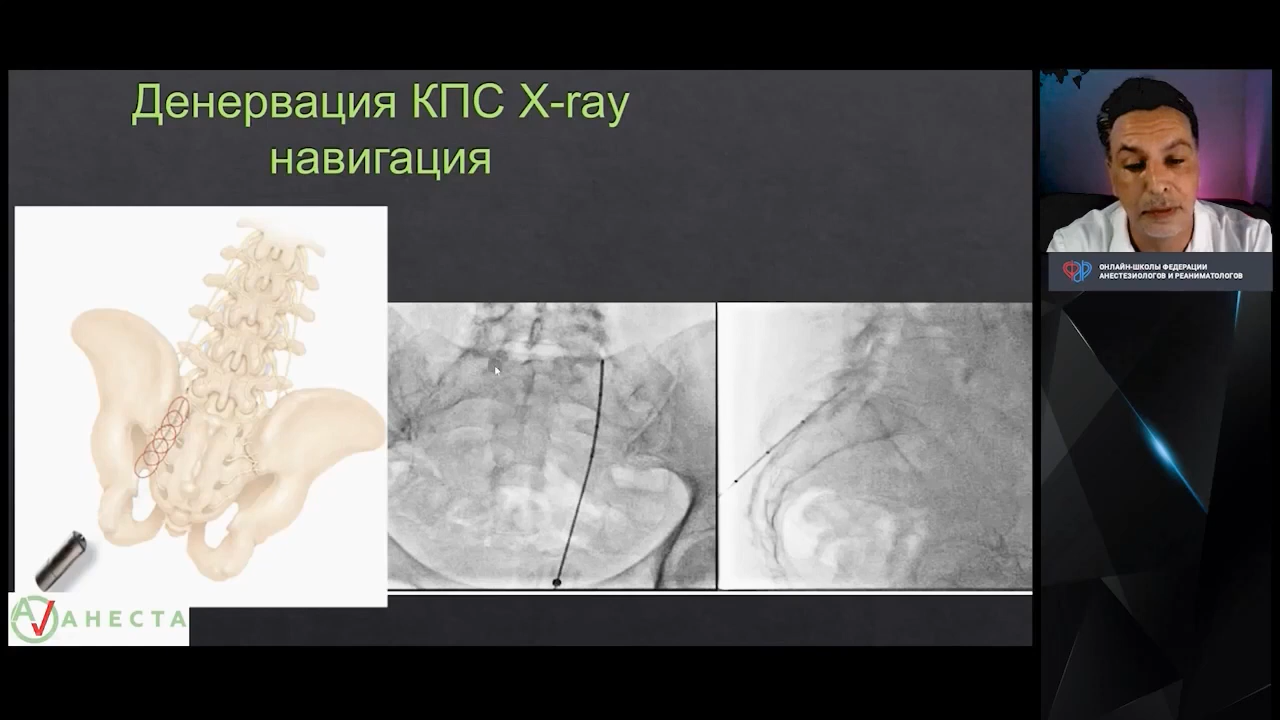 Денервация КПС X-ray
навигация
ОНЛАЙН-ШКОЛЫ ФЕДЕРАЦИИ
АНЕСТЕЗИОЛОГОВ И РЕАНИМАТОЛОГОВ
АНЕСТА